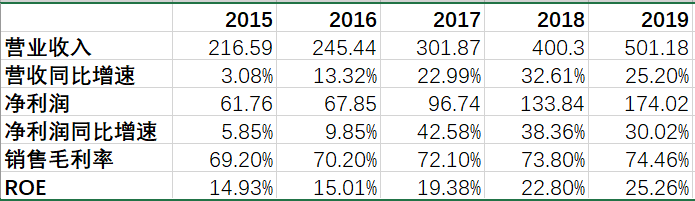 2015 2016 2017 2018 2019
营业收入 216.59 245.44 301.87 400.3 501.18
营收同比增速 3.08% 13.32% 22.99% 32.61% 25.20%
净利润 61.76 67.85 96.74 133.84 174.02
净利润同比增速 5.85% 9.85% 42.58% 38.36% 30.02%
销售毛利率 69.20% 70.20% 72.10% 73.80% 74.46%
ROE 14.93% 15.01% 19.38% 22.80% 25.26%